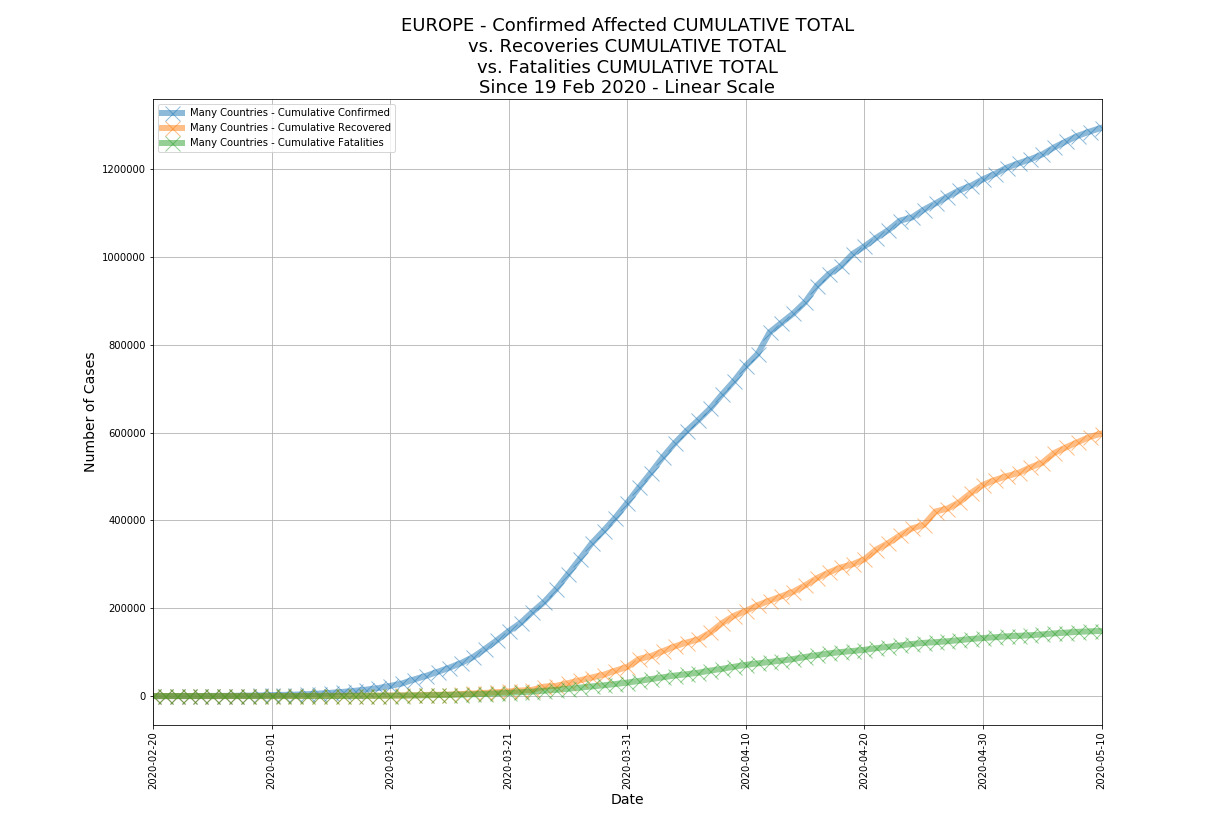 EUROPE - Confirmed Affected CUMULATIVE TOTAL
vs. Recoveries CUMULATIVE TOTAL
vs. Fatalities CUMULATIVE TOTAL
Since 19 Feb 2020 - Linear Scale
Many Countries - Cumulative Confirmed
Many Countries - Cumulative Recovered
Many Countries - Cumulative Fatalities
Number of Cases
1200000
1000000
800000
600000
400000
200000
0
2020-02-20
2020-03-01
2020-03-11
2020-03-21
2020-03-31
2020-04-10
2020-04-20
2020-04-30
2020-05-10
Date